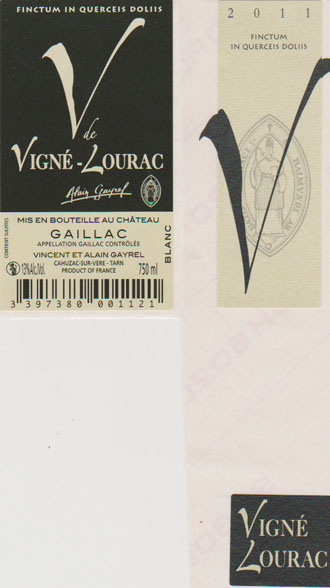 FINCTUM IN QUERCEIS DOLIIS
V
de
VIGNÉ-LOURAC
Alain Gayrel
MIS EN BOUTEILLE AU CHÂTEAU
GAILLAC
APPELLATION GAILLAC CONTRÔLÉE
VINCENT ET ALAIN GAYREL
CAHUZAC-SUR-VERE - TARN
13%Alc./Vol. PRODUCT OF FRANCE 750 ml
3 397380 001121
CONTIENT SULFITES
BLANC
2011
FINCTUM
IN QUERCEIS DOLIIS
V
RAIMUNDI
VIGNÉ
LOURAC